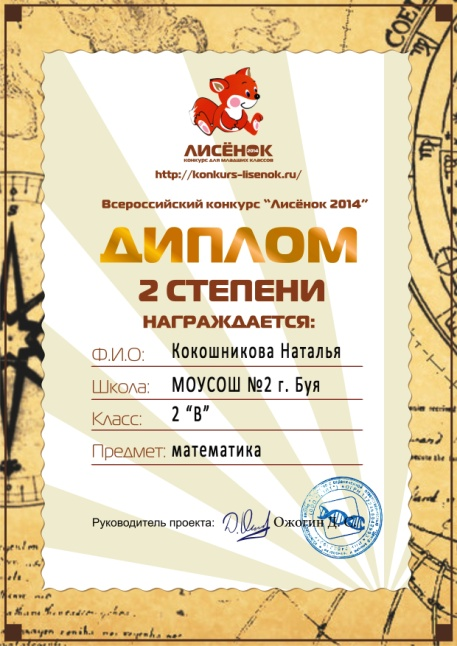 ЛИСЁНОК
конкурс для младших классов
http://konkurs-lisenok.ru/
Всероссийский конкурс "Лисёнок 2014"
ДИПЛОМ
2 СТЕПЕНИ
НАГРАЖДАЕТСЯ:
Ф.И.О: Кокошникова Наталья
Школа: МОУСОШ №2 г. Буя
Класс: 2 "В"
Предмет: математика
Руководитель проекта: Ожогин Д.